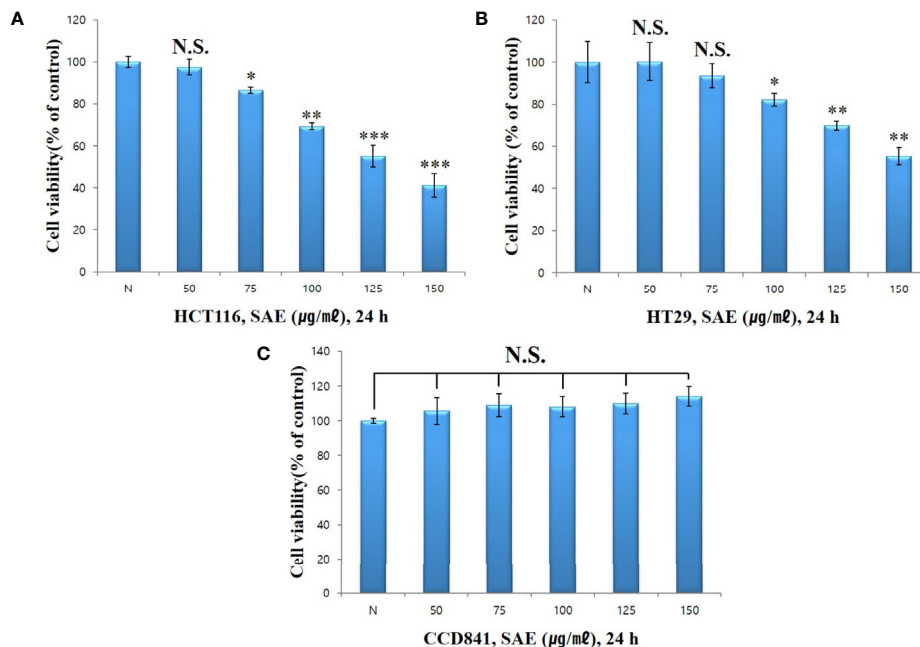 A
Cell viability(% of control)
120
100
80
60
40
20
0
N.S.
*
**
***
***
N 50 75 100 125 150
HCT116, SAE (μg/mℓ), 24 h
B
Cell viability (% of control)
120
100
80
60
40
20
0
N.S.
N.S.
*
**
**
N 50 75 100 125 150
HT29, SAE (μg/mℓ), 24 h
C
Cell viability(% of control)
140
120
100
80
60
40
20
0
N.S.
N 50 75 100 125 150
CCD841, SAE (μg/mℓ), 24 h